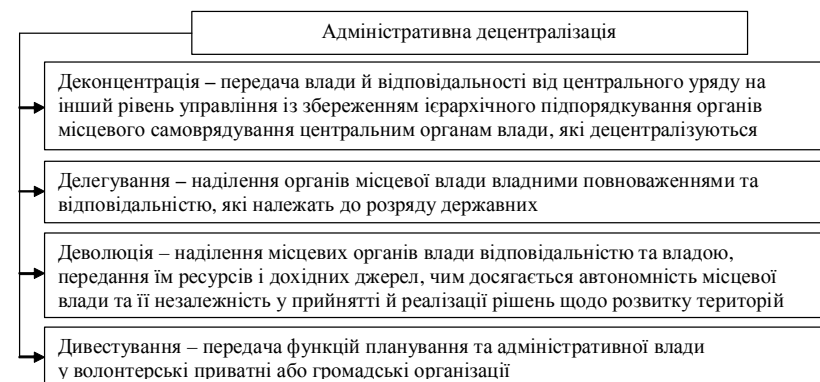 Адміністративна децентралізація
Деконцентрація – передача влади й відповідальності від центрального уряду на
інший рівень управління із збереженням ієрархічного підпорядкування органів
місцевого самоврядування центральним органам влади, які децентралізуються
Делегування – наділення органів місцевої влади владними повноваженнями та
відповідальністю, які належать до розряду державних
Деволюція – наділення місцевих органів влади відповідальністю та владою,
передання їм ресурсів і дохідних джерел, чим досягається автономність місцевої
влади та її незалежність у прийнятті й реалізації рішень щодо розвитку територій
Дивестування – передача функцій планування та адміністративної влади
у волонтерські приватні або громадські організації